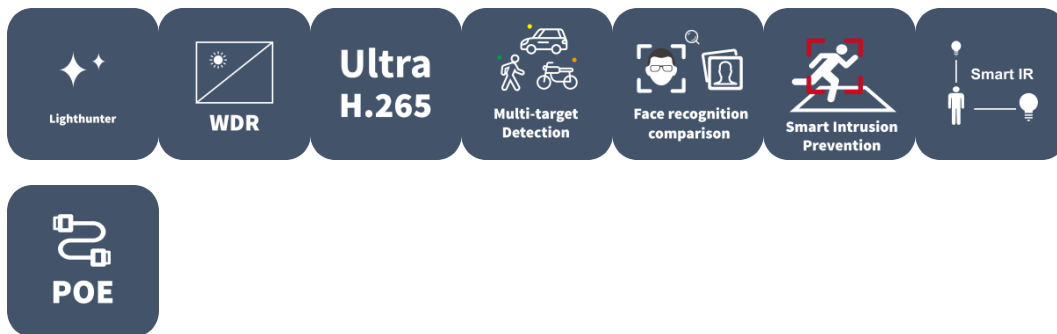 Lighthunter
WDR
Ultra
H.265
Multi-target
Detection
Face recognition
comparison
Smart Intrusion
Prevention
Smart IR
POE